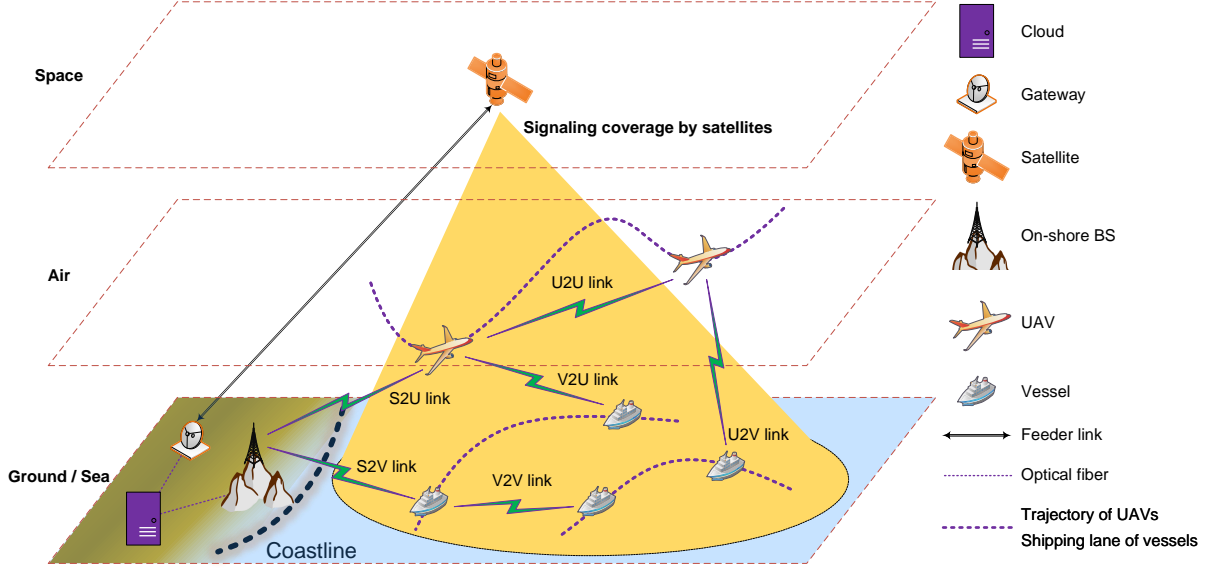 Space
Signaling coverage by satellites
Air
U2U link
V2U link
S2U link
U2V link
Ground / Sea
S2V link
V2V link
Coastline
Cloud
Gateway
Satellite
On-shore BS
UAV
Vessel
Feeder link
Optical fiber
Trajectory of UAVs
Shipping lane of vessels